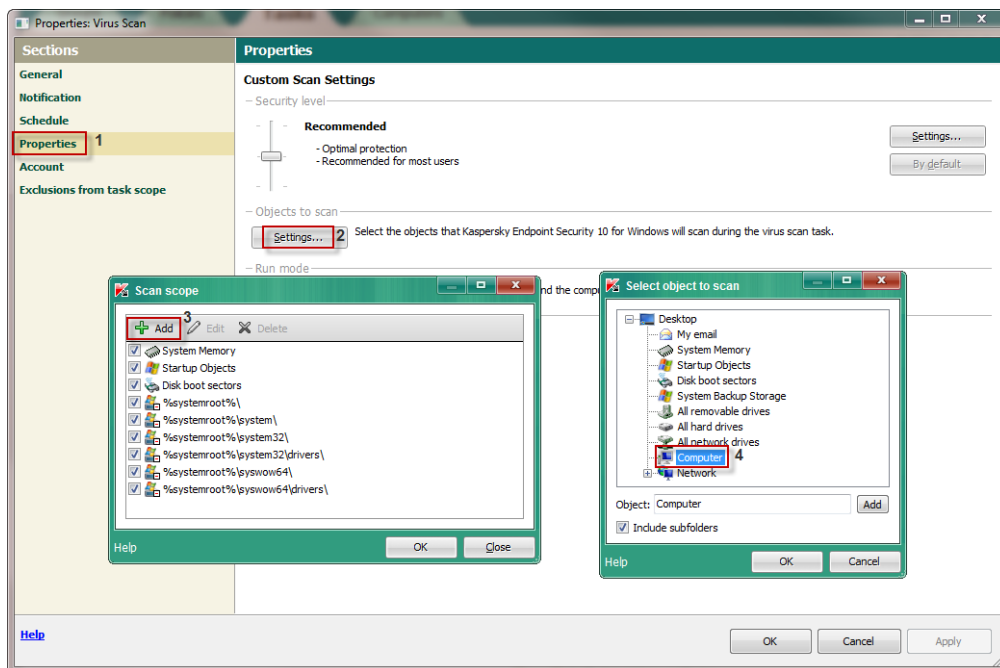 Properties: Virus Scan
Sections
General
Notification
Schedule
Properties 1
Account
Exclusions from task scope
Help
Properties
Custom Scan Settings
Security level
Recommended
- Optimal protection
- Recommended for most users
Settings...
By default
Objects to scan
Settings... 2 Select the objects that Kaspersky Endpoint Security 10 for Windows will scan during the virus scan task.
Run mode
nd the
Scan scope
3
Add Edit Delete
System Memory
Startup Objects
Disk boot sectors
%systemroot%\
%systemroot%\system\
%systemroot%\system32\
%systemroot%\system32\drivers\
%systemroot%\syswow64\
%systemroot%\syswow64\drivers\
Help OK Close
Select object to scan
Desktop
My email
System Memory
Startup Objects
Disk boot sectors
System Backup Storage
All removable drives
All hard drives
All network drives
Computer 4
Network
Object: Computer Add
Include subfolders
Help OK Cancel
OK Cancel Apply